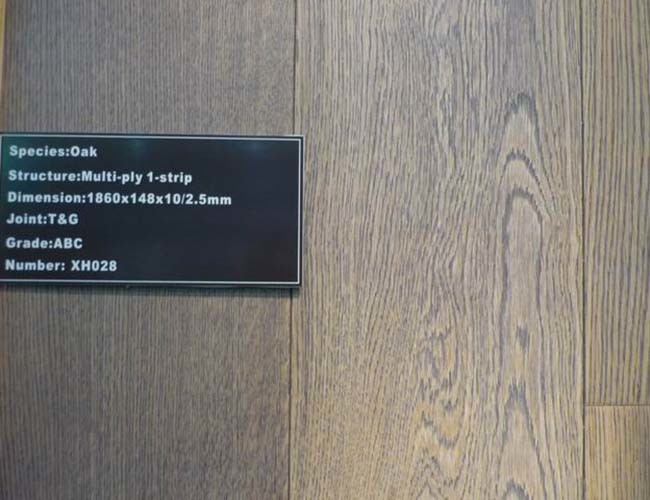 Species:Oak
Structure:Multi-ply 1-strip
Dimension:1860x148x10/2.5mm
Joint:T&G
Grade:ABC
Number: XH028